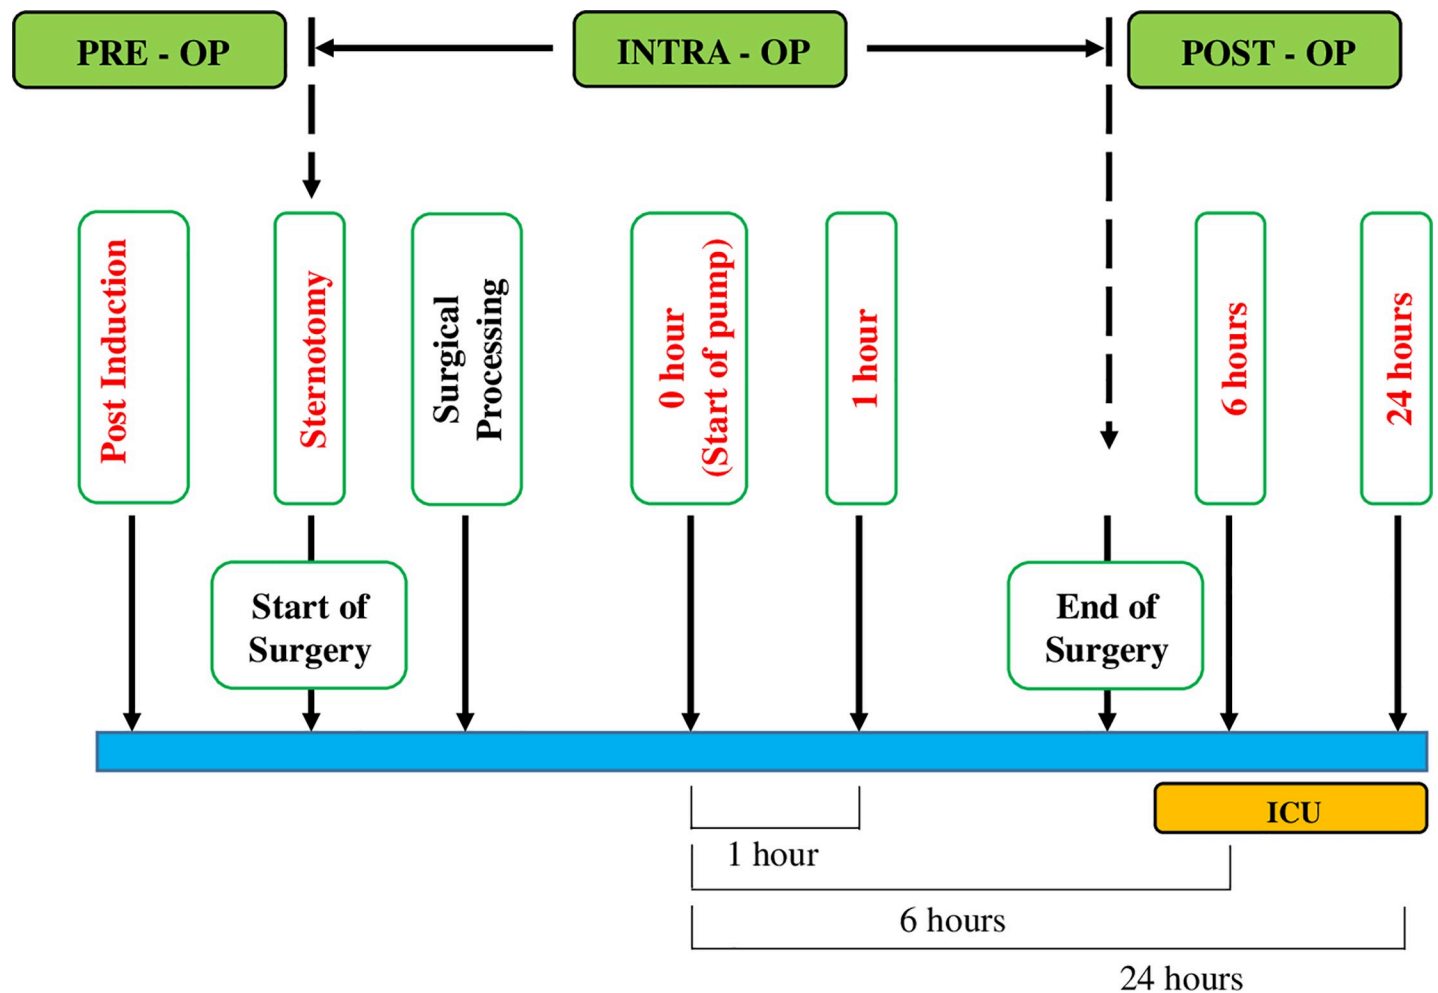 PRE - OP
INTRA - OP
POST - OP
Post Induction
Sternotomy
Surgical
Processing
0 hour
(Start of pump)
1 hour
6 hours
24 hours
Start of
Surgery
End of
Surgery
ICU
1 hour
6 hours
24 hours